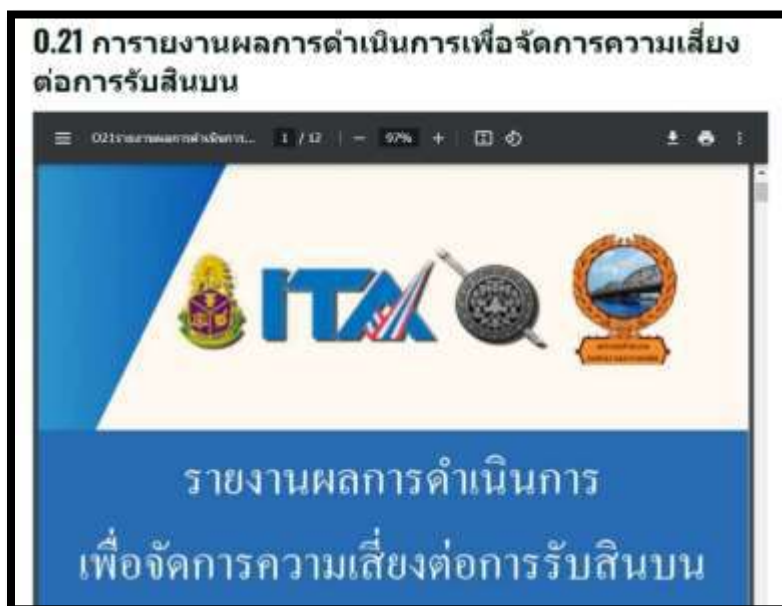 0.21 การายงานผลการดำเนินการเพื่อจัดการความเสี่ยง
ต่อการรับสินบน
1 / 12 97%
ITA
รายงานผลการดำเนินการ
เพื่อจัดการความเสี่ยงต่อการรับสินบน